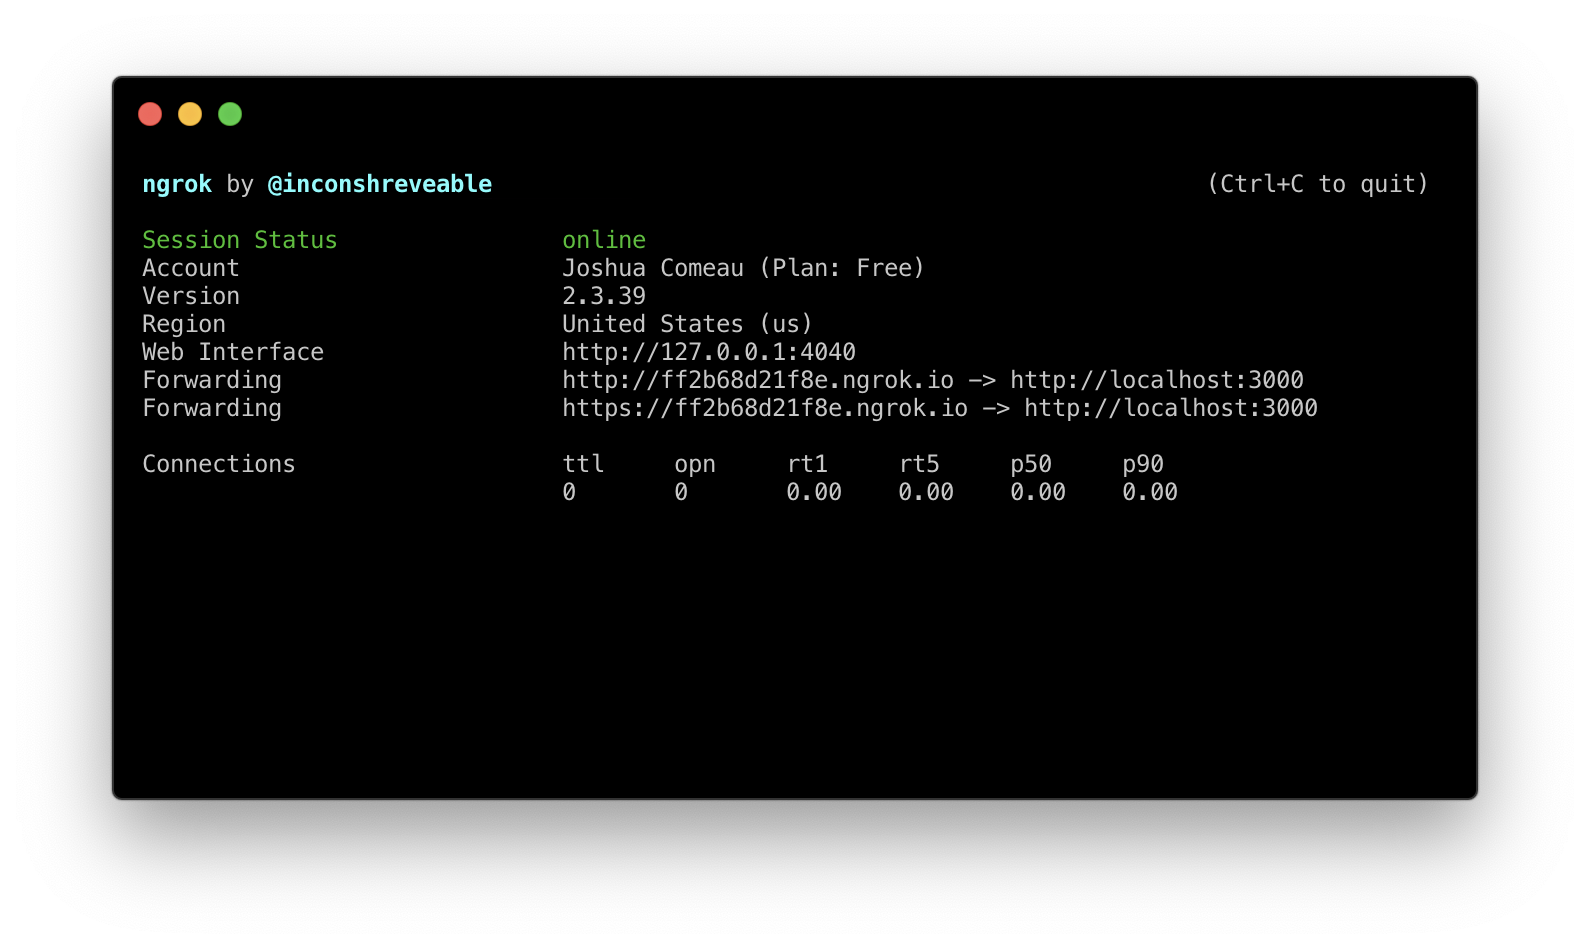 ngrok by @inconshreveable (Ctrl+C to quit)
Session Status online
Account Joshua Comeau (Plan: Free)
Version 2.3.39
Region United States (us)
Web Interface http://127.0.0.1:4040
Forwarding http://ff2b68d21f8e.ngrok.io -> http://localhost:3000
Forwarding https://ff2b68d21f8e.ngrok.io -> http://localhost:3000
Connections ttl opn rt1 rt5 p50 p90
0 0 0.00 0.00 0.00 0.00